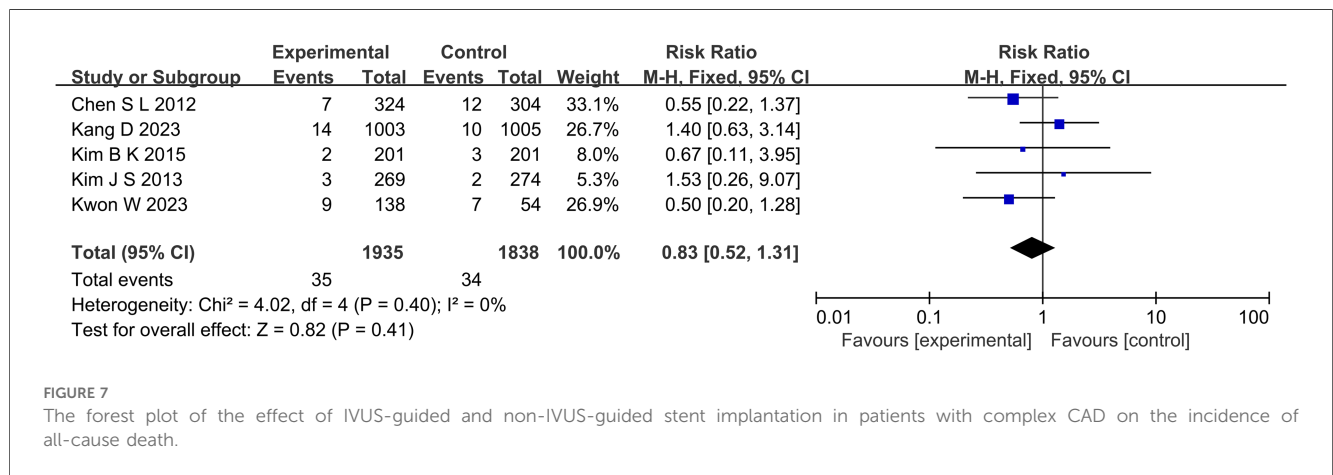 Experimental Control Risk Ratio Risk Ratio
Study or Subgroup Events Total Events Total Weight M-H, Fixed, 95% CI M-H, Fixed, 95% CI
Chen S L 2012 7 324 12 304 33.1% 0.55 [0.22, 1.37]
Kang D 2023 14 1003 10 1005 26.7% 1.40 [0.63, 3.14]
Kim B K 2015 2 201 3 201 8.0% 0.67 [0.11, 3.95]
Kim J S 2013 3 269 2 274 5.3% 1.53 [0.26, 9.07]
Kwon W 2023 9 138 7 54 26.9% 0.50 [0.20, 1.28]
Total (95% CI) 1935 1838 100.0% 0.83 [0.52, 1.31]
Total events 35 34
Heterogeneity: Chi² = 4.02, df = 4 (P = 0.40); I² = 0%
Test for overall effect: Z = 0.82 (P = 0.41)
0.01 0.1 1 10 100
Favours [experimental] Favours [control]
FIGURE 7
The forest plot of the effect of IVUS-guided and non-IVUS-guided stent implantation in patients with complex CAD on the incidence of
all-cause death.